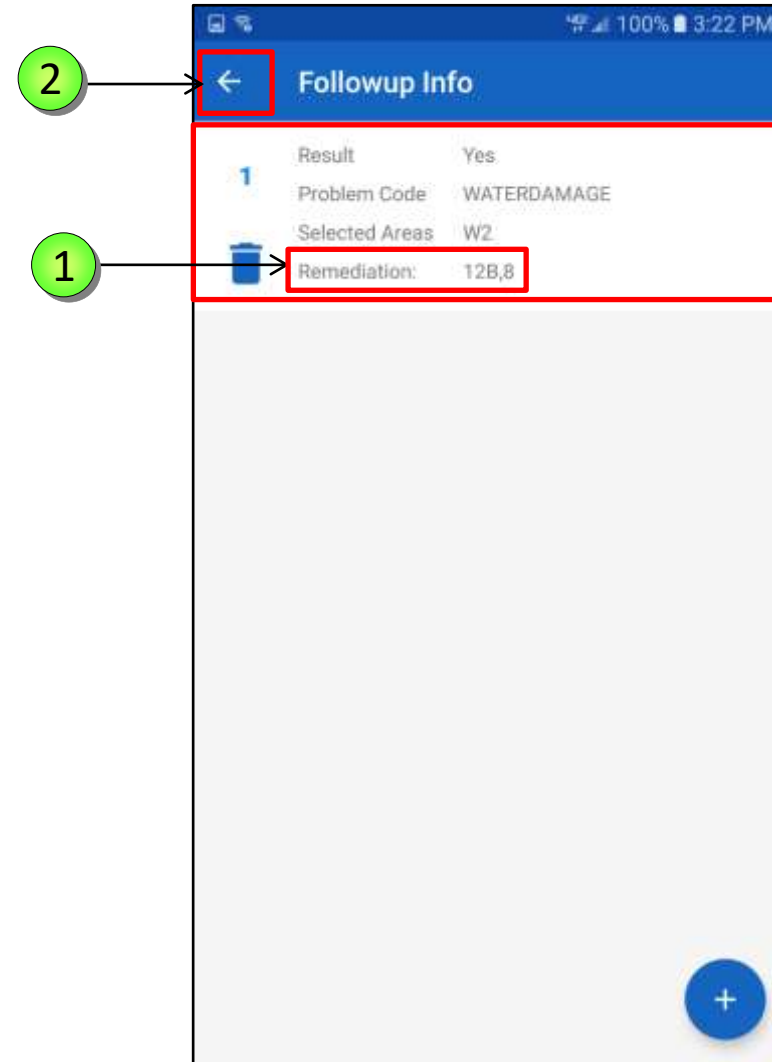 100% 3:22 PM
2
Followup Info
1
Result Yes
Problem Code WATERDAMAGE
Selected Areas W2
1
Remediation: 12B,8
+